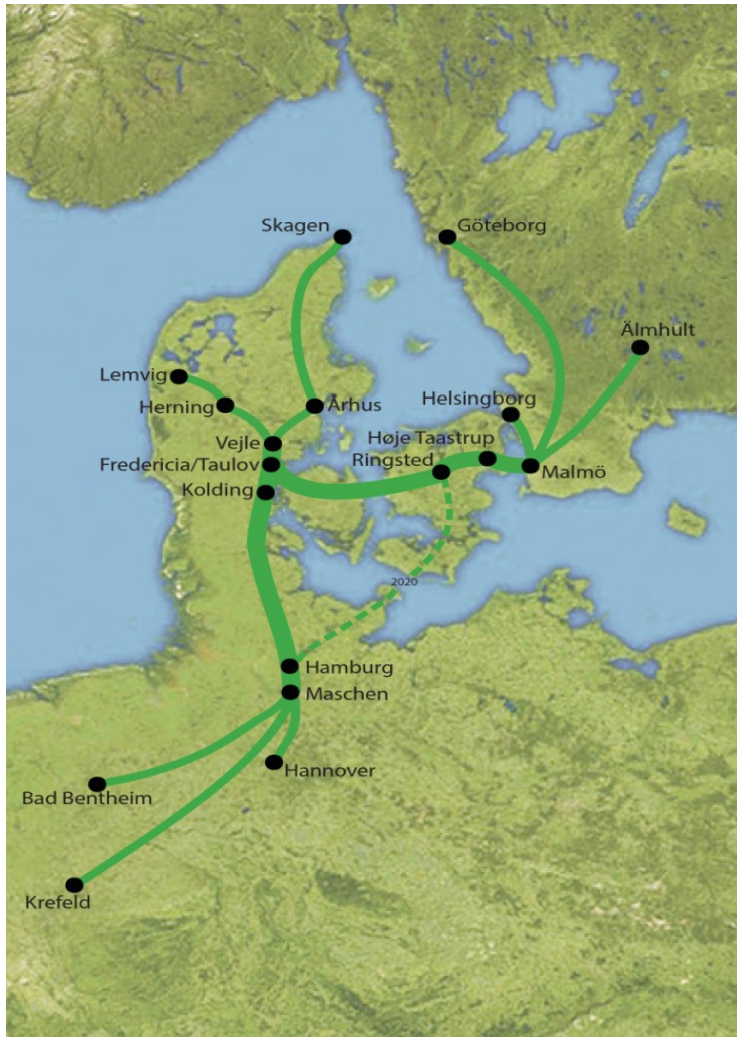 Skagen
Göteborg
Älmhult
Lemvig
Herning
Århus
Helsingborg
Vejle
Høje Taastrup
Fredericia/Taulov
Ringsted
Malmö
Kolding
2020
Hamburg
Maschen
Hannover
Bad Bentheim
Krefeld